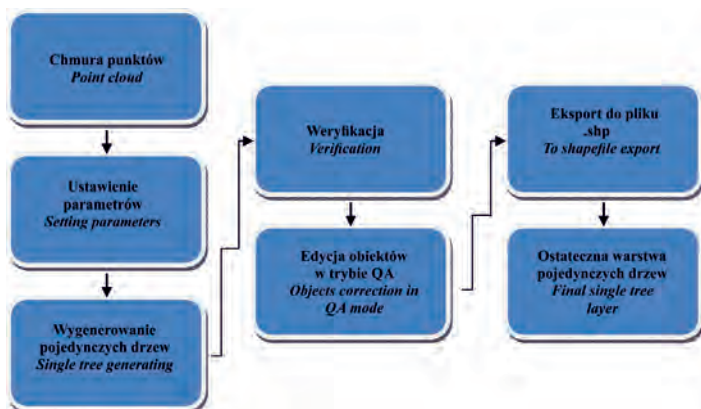 Chmura punktów
Point cloud
Ustawienie
parametrów
Setting parameters
Wygenerowanie
pojedynczych drzew
Single tree generating
Weryfikacja
Verification
Edycja obiektów
w trybie QA
Objects correction in
QA mode
Eksport do pliku
.shp
To shapefile export
Ostateczna warstwa
pojedynczych drzew
Final single tree
layer